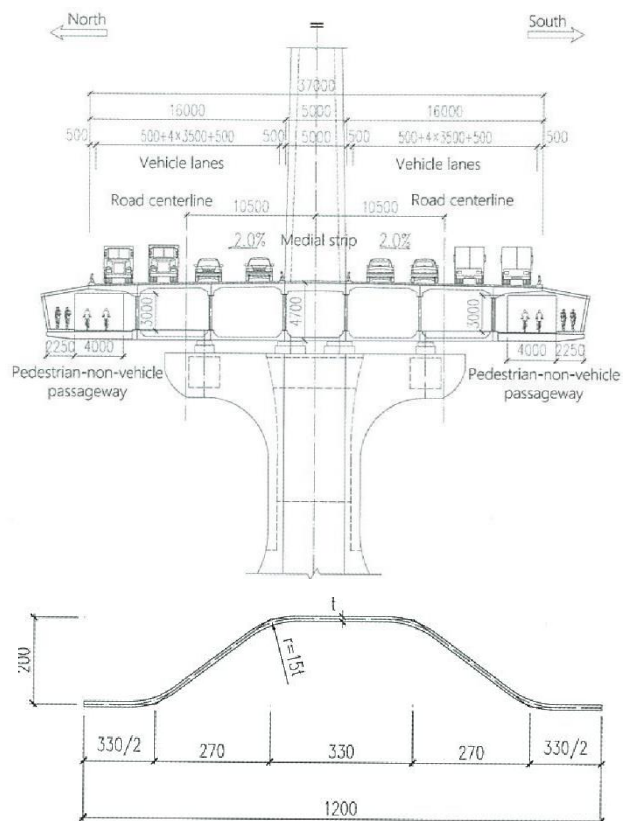 North
South
37000
16000 5000 16000
500 500+4×3500+500 500 5000 500 500+4×3500+500 500
Vehicle lanes Vehicle lanes
Road centerline Road centerline
10500 10500
2.0% Medial strip 2.0%
3000 4700 3000
2250 4000 4000 2250
Pedestrian-non-vehicle Pedestrian-non-vehicle
passageway passageway
t
200
r=15t
330/2 270 330 270 330/2
1200